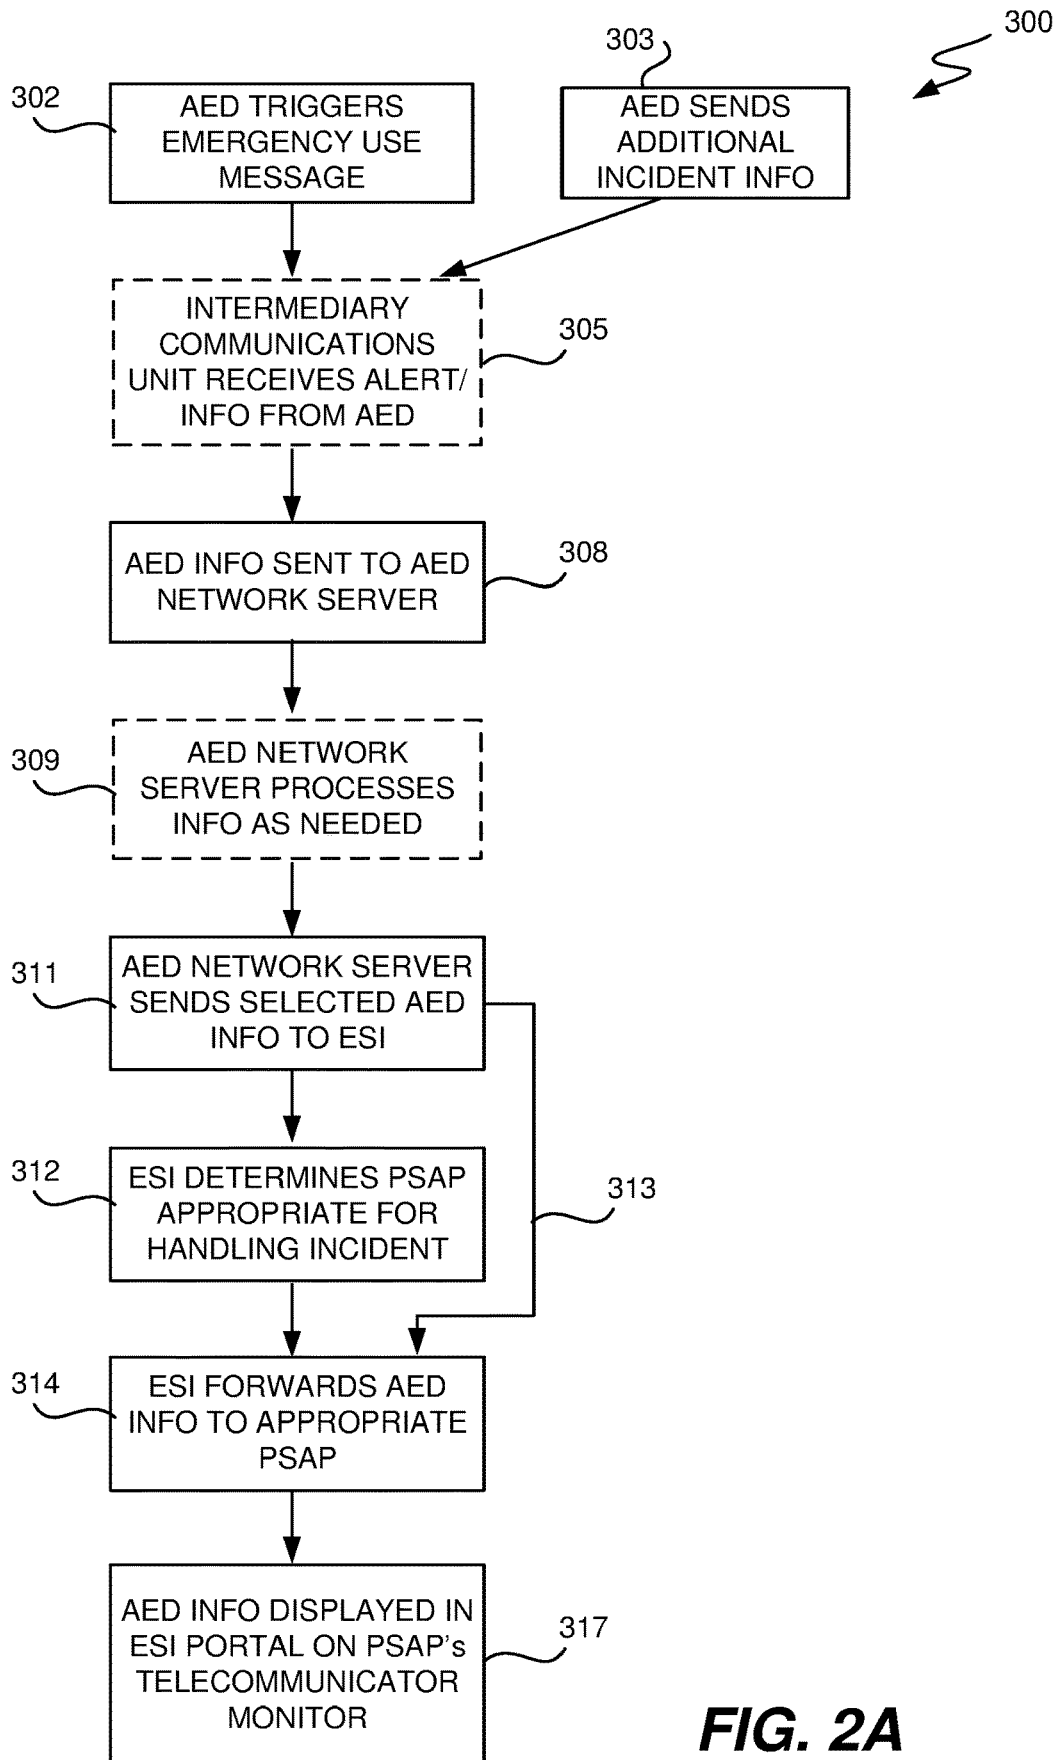 300
303
302
AED TRIGGERS
EMERGENCY USE
MESSAGE
AED SENDS
ADDITIONAL
INCIDENT INFO
INTERMEDIARY
COMMUNICATIONS
UNIT RECEIVES ALERT/
INFO FROM AED
305
AED INFO SENT TO AED
NETWORK SERVER
308
309
AED NETWORK
SERVER PROCESSES
INFO AS NEEDED
311
AED NETWORK SERVER
SENDS SELECTED AED
INFO TO ESI
312
ESI DETERMINES PSAP
APPROPRIATE FOR
HANDLING INCIDENT
313
314
ESI FORWARDS AED
INFO TO APPROPRIATE
PSAP
AED INFO DISPLAYED IN
ESI PORTAL ON PSAP's
TELECOMMUNICATOR
MONITOR
317
FIG. 2A